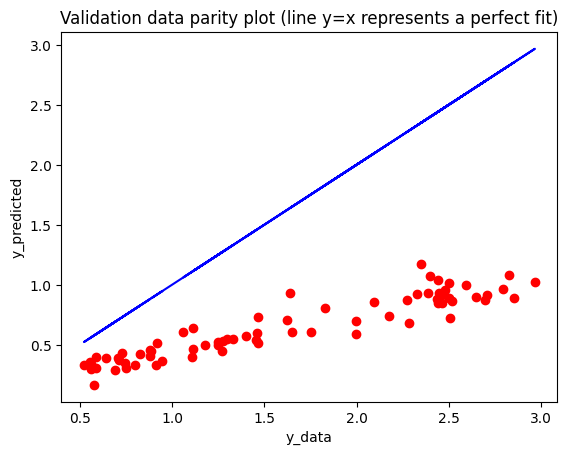 Validation data parity plot (line y=x represents a perfect fit)
3.0
2.5
2.0
1.5
1.0
0.5
y_predicted
0.5 1.0 1.5 2.0 2.5 3.0
y_data